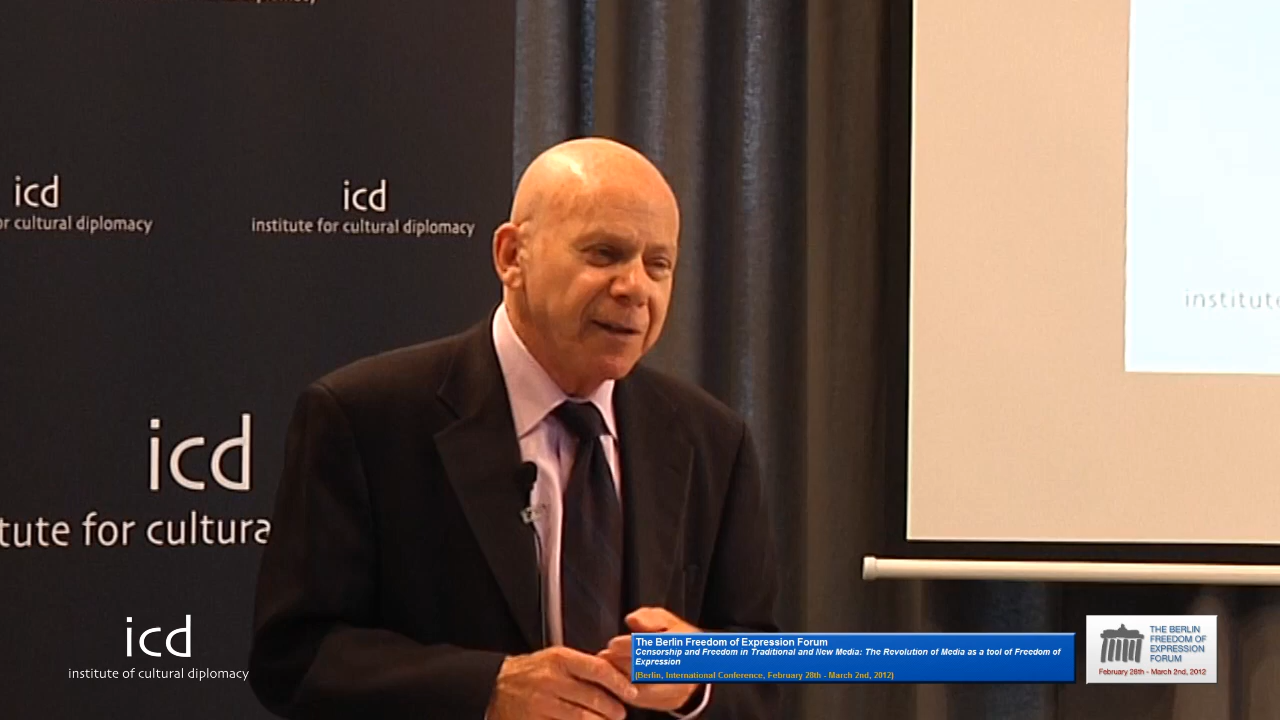 icd
or cultural diplomacy
icd
institute for cultural diplomacy
icd
tute for cultura
icd
institute of cultural diplomacy
institute
The Berlin Freedom of Expression Forum
Censorship and Freedom in Traditional and New Media: The Revolution of Media as a tool of Freedom of
Expression
(Berlin, International Conference, February 28th - March 2nd, 2012)
THE BERLIN
FREEDOM OF
EXPRESSION
FORUM
February 28th - March 2nd, 2012